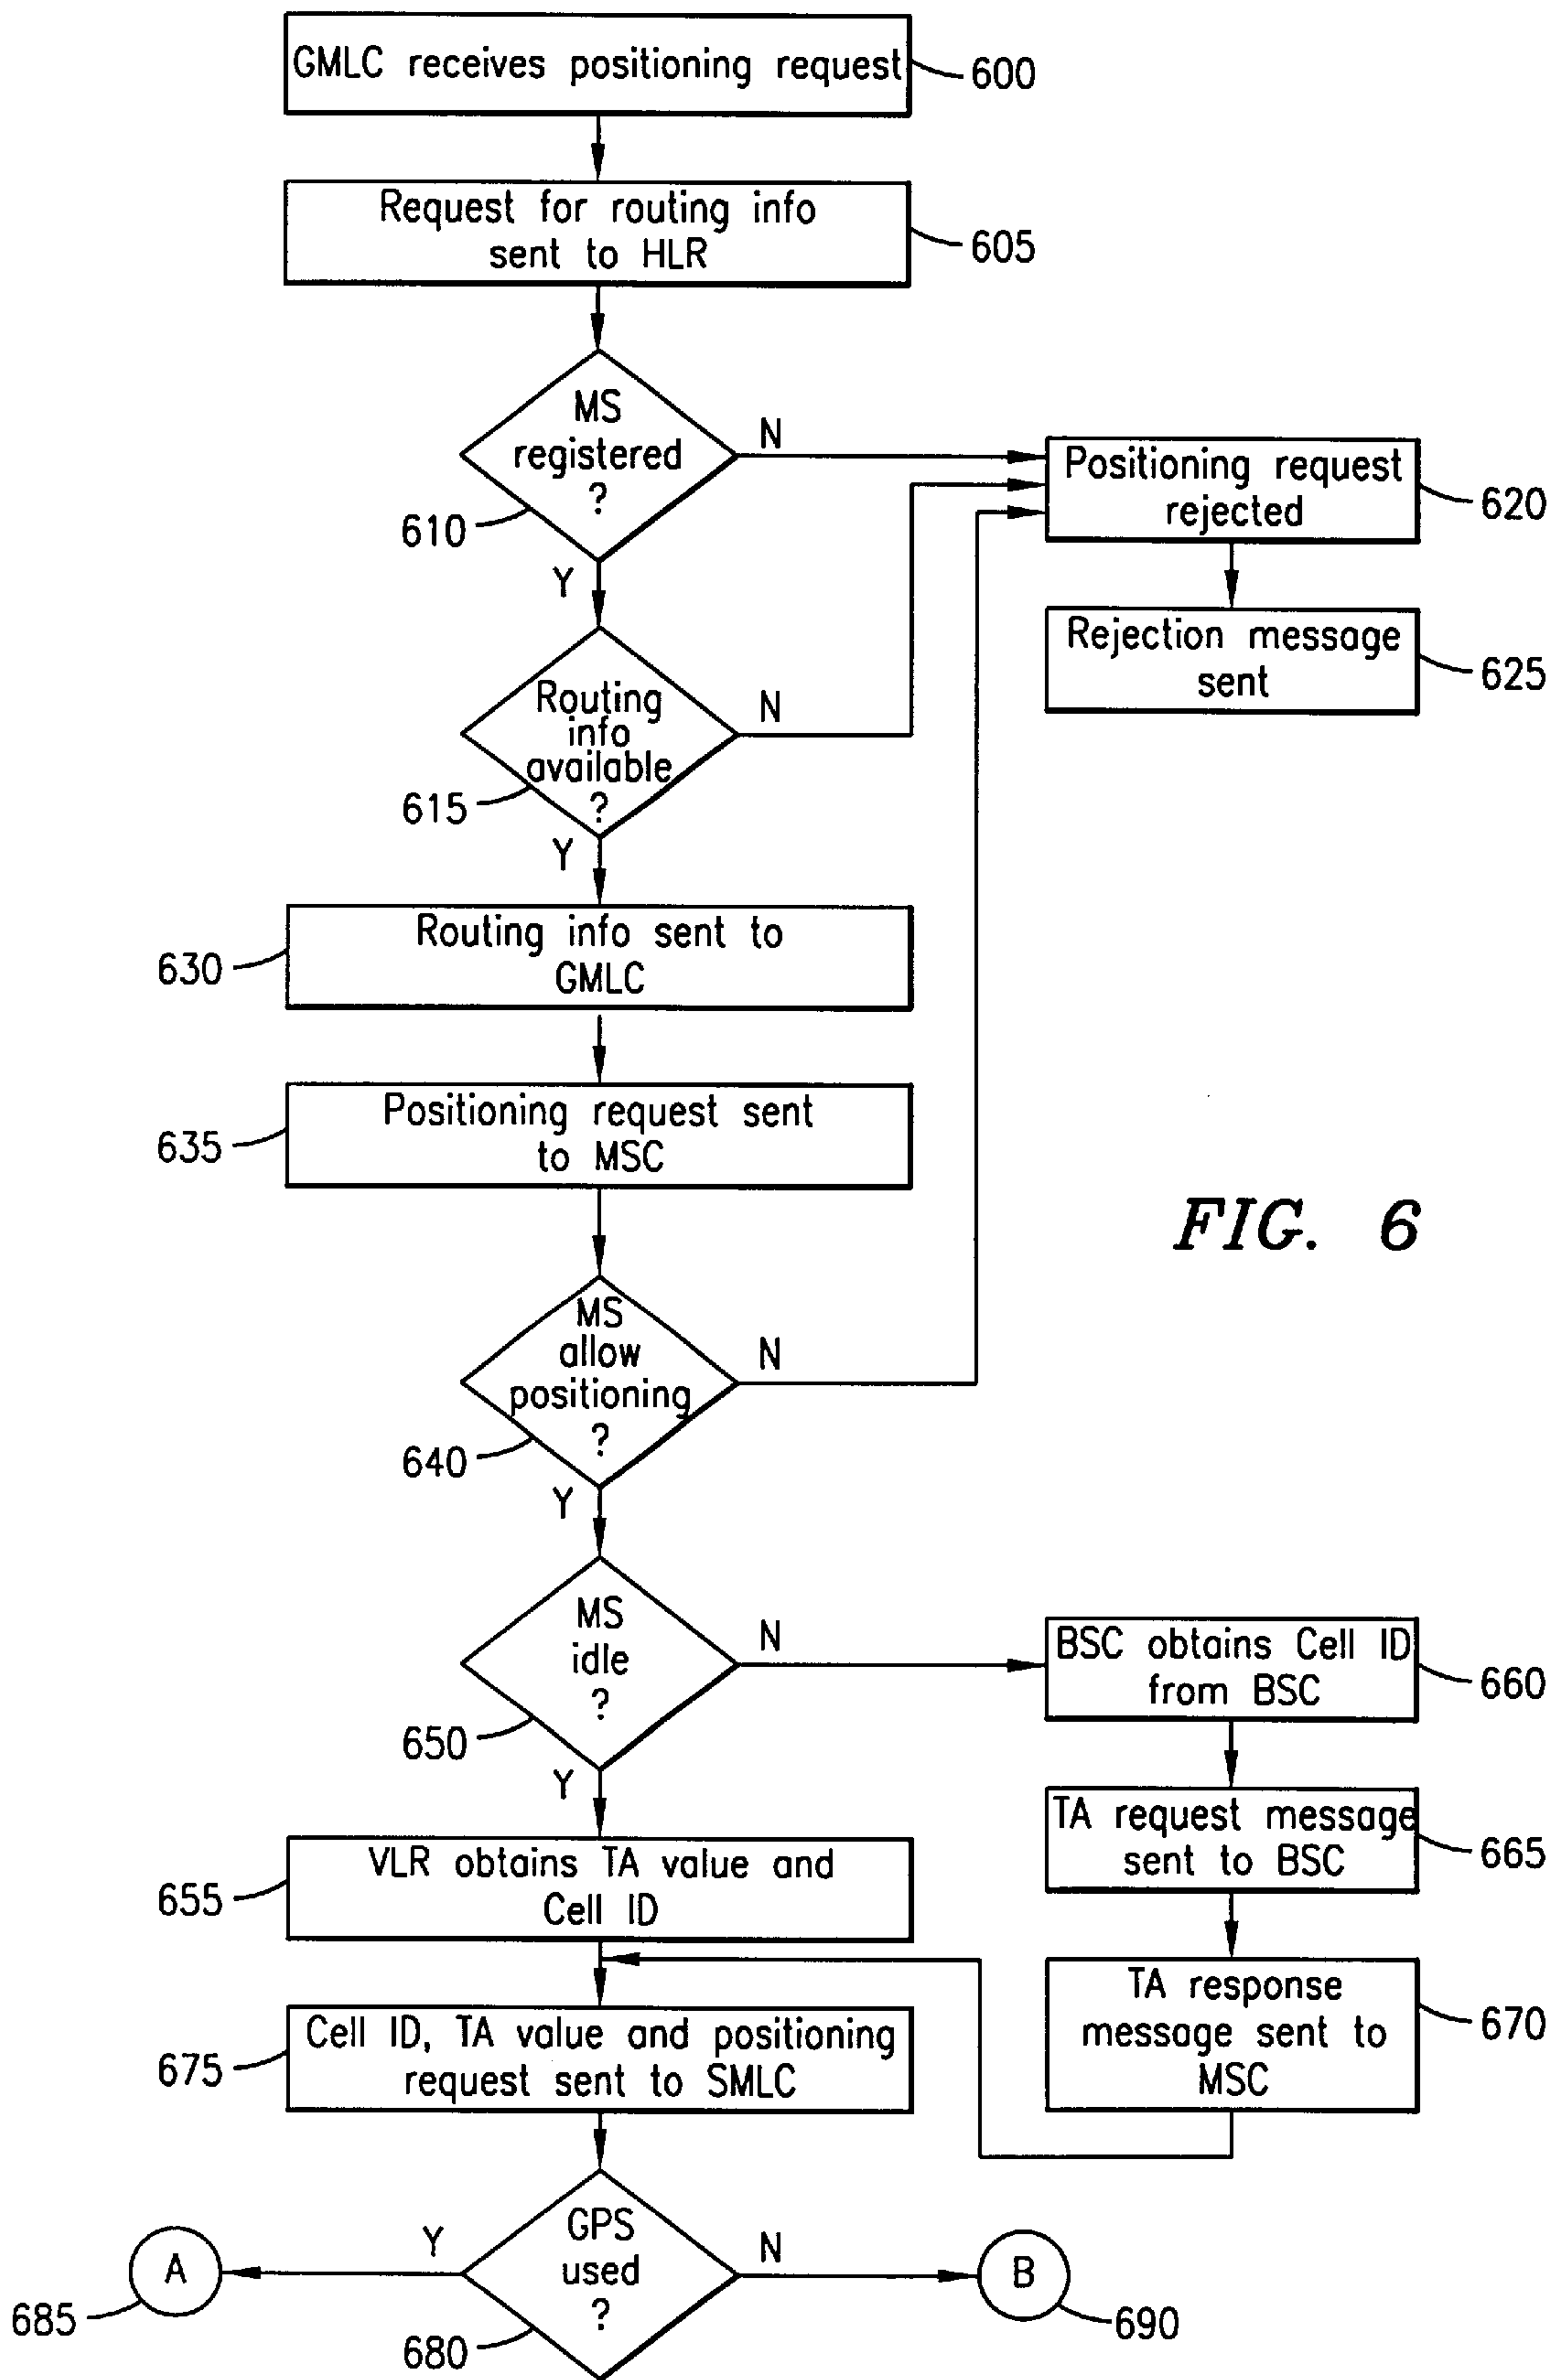 GMLC receives positioning request
600
Request for routing info
sent to HLR
605
MS
registered
?
610
N
Y
Positioning request
rejected
620
Rejection message
sent
625
Routing
info
available
?
615
N
Y
Routing info sent to
GMLC
630
Positioning request sent
to MSC
635
FIG. 6
MS
allow
positioning
?
640
N
Y
MS
idle
?
650
N
Y
BSC obtains Cell ID
from BSC
660
TA request message
sent to BSC
665
VLR obtains TA value and
Cell ID
655
TA response
message sent to
MSC
670
Cell ID, TA value and positioning
request sent to SMLC
675
GPS
used
?
680
Y
N
A
685
B
690